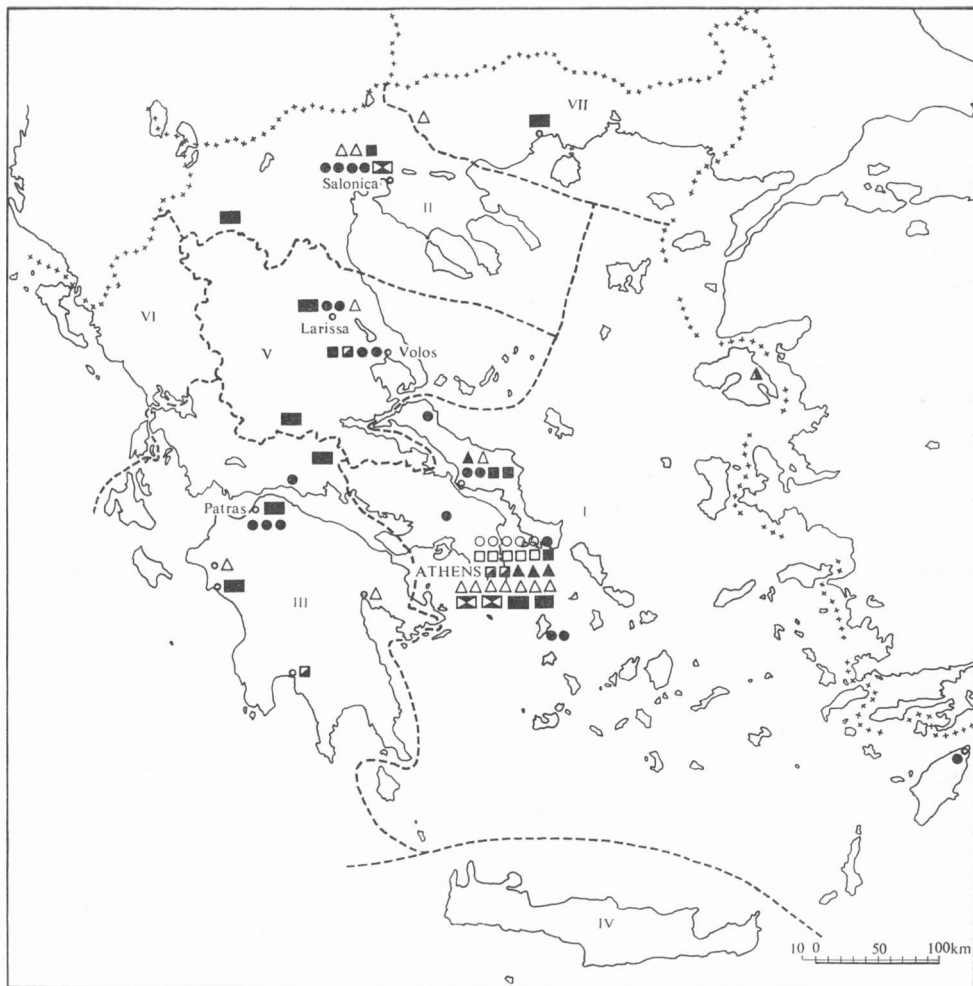 VII
Salonica
II
VI
Larissa
V
Volos
I
Patras
ATHENS
III
IV
10 0 50 100km